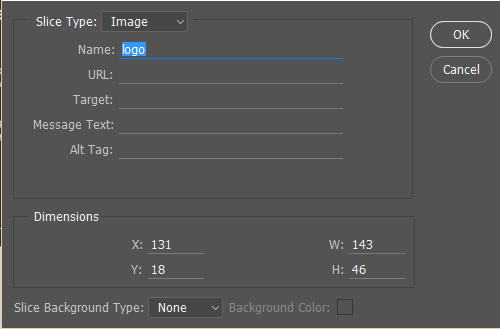 Slice Type: Image
OK
Name: logo
Cancel
URL:
Target:
Message Text:
Alt Tag:
Dimensions
X: 131 W: 143
Y: 18 H: 46
Slice Background Type: None Background Color: